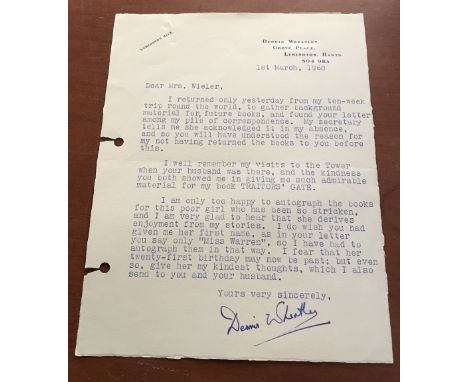 DENNIS WHEATLEY.
GROVE PLACE,
LYMINGTON, HANTS
SO4 9RA
1st March, 1968
Dear Mrs. Wieler,
I returned only yesterday from my ten-week
trip round the world, to gather background
material for future books, and found your letter
among my pile of correspondence. My secretary
tells me she acknowledged it in my absence,
and so you will have understood the reason for
my not having returned the books to you before
this.
I well remember my visits to the Tower
when your husband was there, and the kindness
you both showed me in giving me such admirable
material for my book TRAITORS' GATE.
I am only too happy to autograph the books
for this poor girl who has been so stricken,
and I am very glad to hear that she derives
enjoyment from my stories. I do wish you had
given me her first name, as in your letter
you say only "Miss Warren", so I have had to
autograph them in that way. I fear that her
twenty-first birthday may now be past; but even
so, give her my kindest thoughts, which I also
send to you and your husband.
Yours very sincerely,
Dennis Wheatley